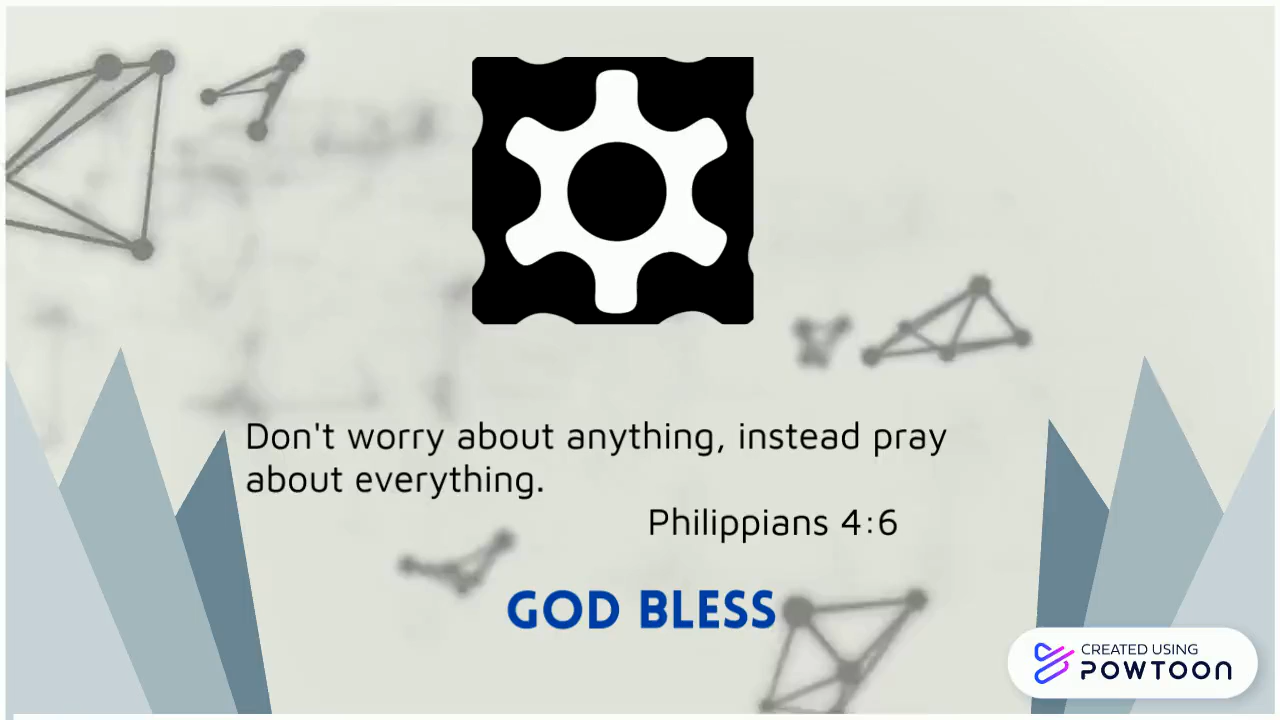 Don't worry about anything, instead pray
about everything.
Philippians 4:6
GOD BLESS
CREATED USING
POWTOON